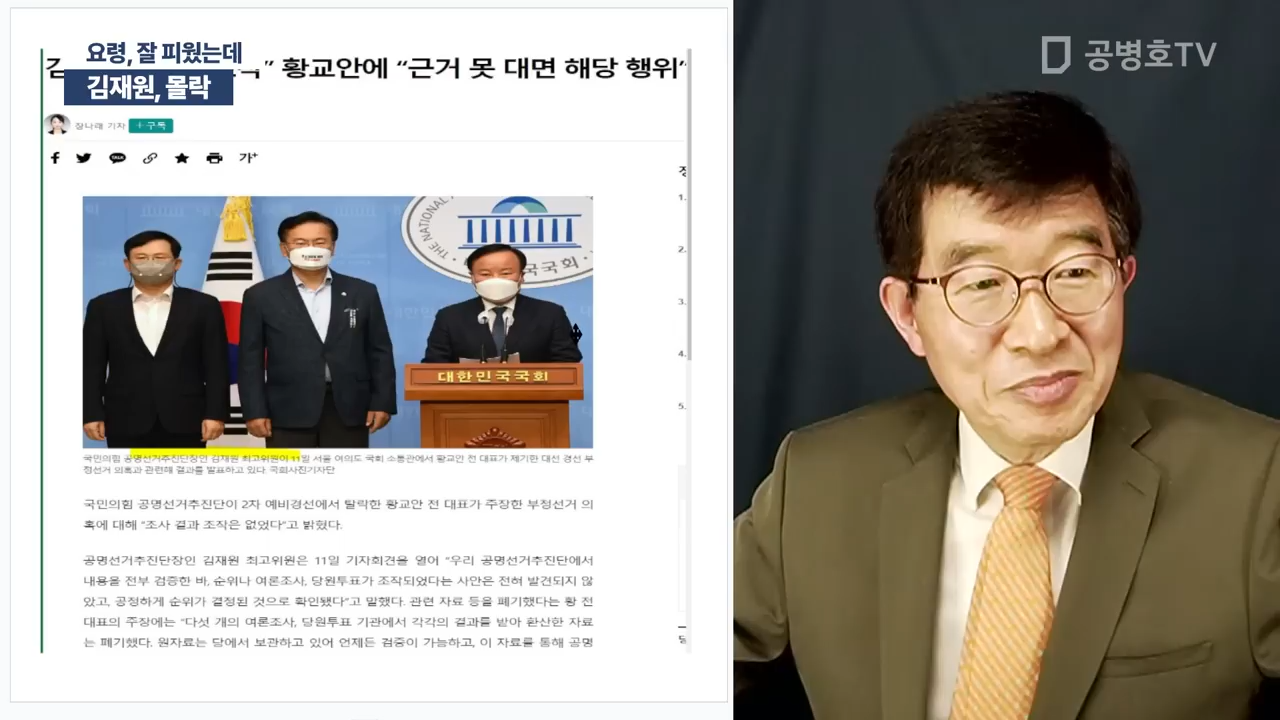 요령, 잘 피웠는데
김재원, 몰락
황교안에 “근거 못 대면 해당 행위”
장나래 기자
+ 구독
가+
THE NATIONAL A
국회
대한민국국회
국민의힘 공명선거추진단장인 김재원 최고위원이 11일 서울 여의도 국회 소통관에서 황교안 전 대표가 제기한 대선 경선 부
정선거 의혹과 관련해 결과를 발표하고 있다. 국회사진기자단
국민의힘 공명선거추진단이 2차 예비경선에서 탈락한 황교안 전 대표가 주장한 부정선거 의
혹에 대해 “조사 결과 조작은 없었다”고 밝혔다.
공명선거추진단장인 김재원 최고위원은 11일 기자회견을 열어 “우리 공명선거추진단에서
내용을 전부 검증한 바, 순위나 여론조사, 당원투표가 조작되었다는 사안은 전혀 발견되지 않
았고, 공정하게 순위가 결정된 것으로 확인됐다”고 말했다. 관련 자료 등을 폐기했다는 황 전
대표의 주장에는 “다섯 개의 여론조사, 당원투표 기관에서 각각의 결과를 받아 환산한 자료
는 폐기했다. 원자료는 당에서 보관하고 있어 언제든 검증이 가능하고, 이 자료를 통해 공명
1.
2.
3.
4.
5.
공병호TV